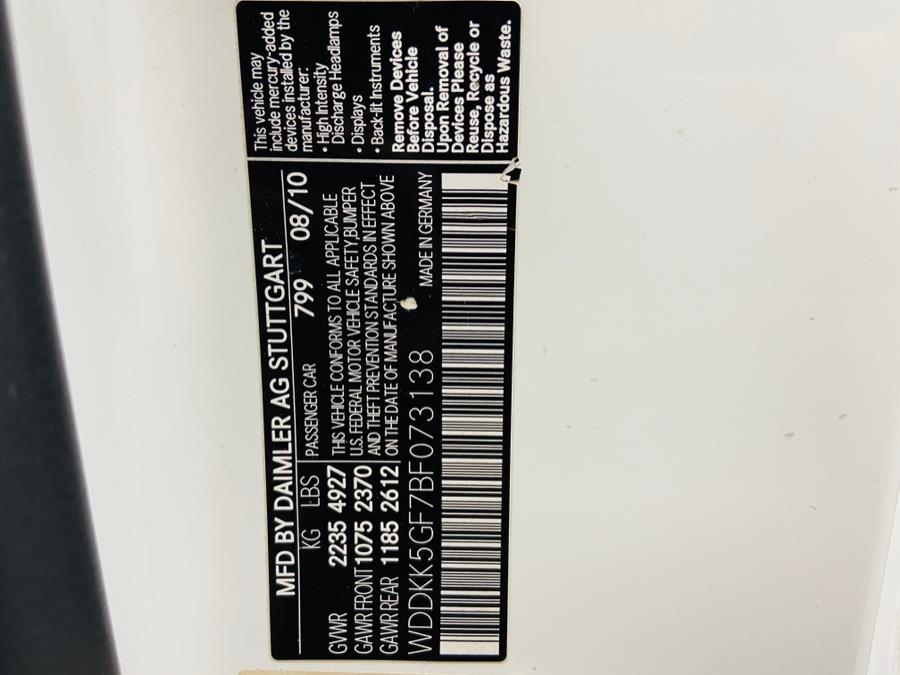 MFD BY DAIMLER AG STUTTGART
KG LBS
PASSENGER CAR 799 08/10
GVWR 2235 4927
GAWR FRONT 1075 2370
GAWR REAR 1185 2612
THIS VEHICLE CONFORMS TO ALL APPLICABLE
U.S. FEDERAL MOTOR VEHICLE SAFETY, BUMPER
AND THEFT PREVENTION STANDARDS IN EFFECT
ON THE DATE OF MANUFACTURE SHOWN ABOVE
WDDKK5GF7BF073138 MADE IN GERMANY
This vehicle may
include mercury-added
devices installed by the
manufacturer:
• High Intensity
Discharge Headlamps
• Displays
• Back-lit Instruments
Remove Devices
Before Vehicle
Disposal.
Upon Removal of
Devices Please
Reuse, Recycle or
Dispose as
Hazardous Waste.